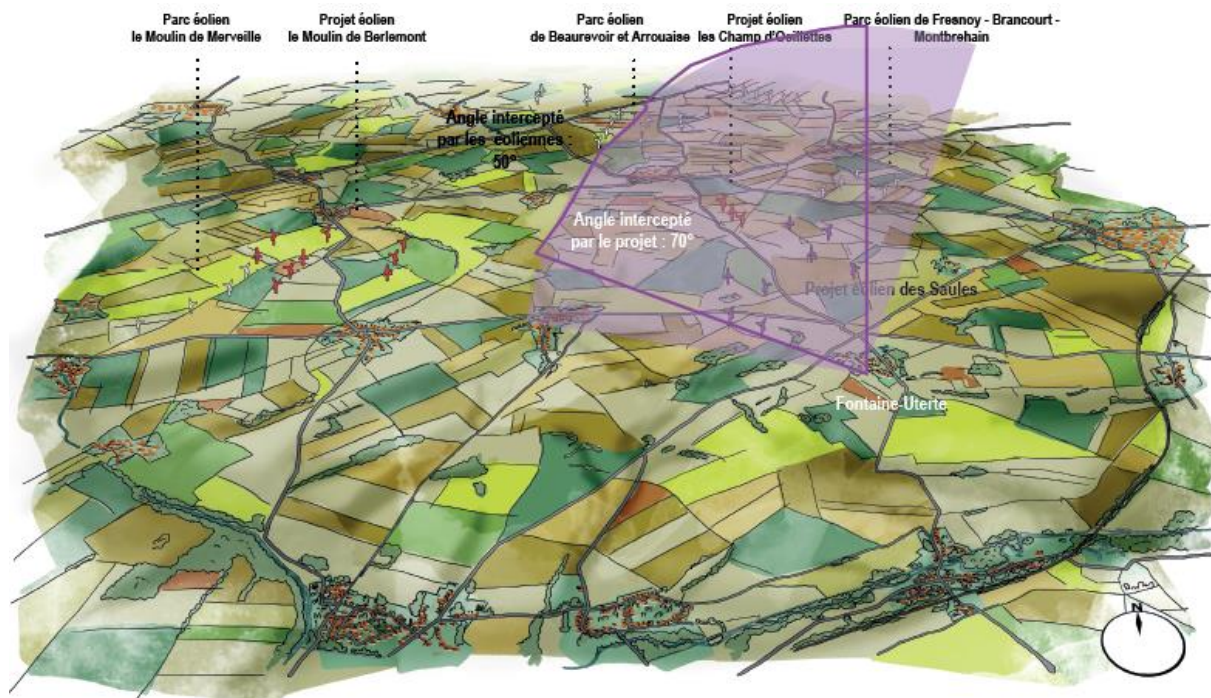 Parc éolien
le Moulin de Merveille
Projet éolien
le Moulin de Berlemont
Parc éolien
de Beaurevoir et Arrouaise
Projet éolien
les Champ d'Osillettes
Parc éolien de Fresnoy - Brancourt -
Montbrehain
Angle intercepté
par les éoliennes :
50°
Angle intercepté
par le projet : 70°
Projet éolien des Saules
Fontaine-Uterte
N